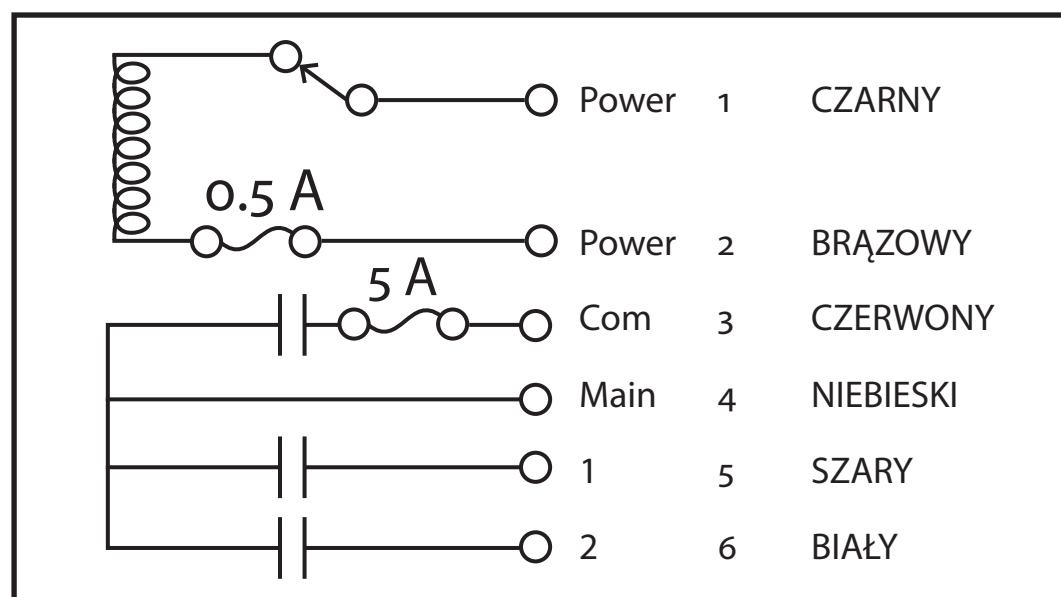 Power 1 CZARNY
0.5 A
Power 2 BRĄZOWY
5 A
Com 3 CZERWONY
Main 4 NIEBIESKI
1 5 SZARY
2 6 BIAŁY